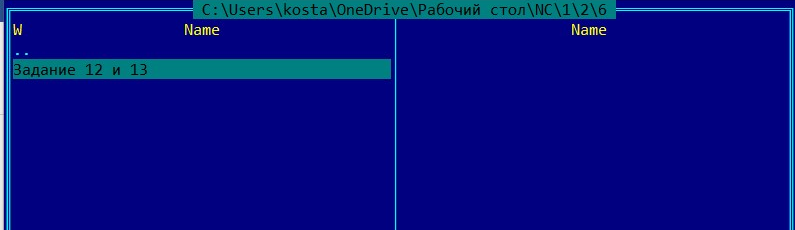 C:\Users\kosta\OneDrive\Рабочий стол\NC\1\2\6
W Name Name
..
Задание 12 и 13